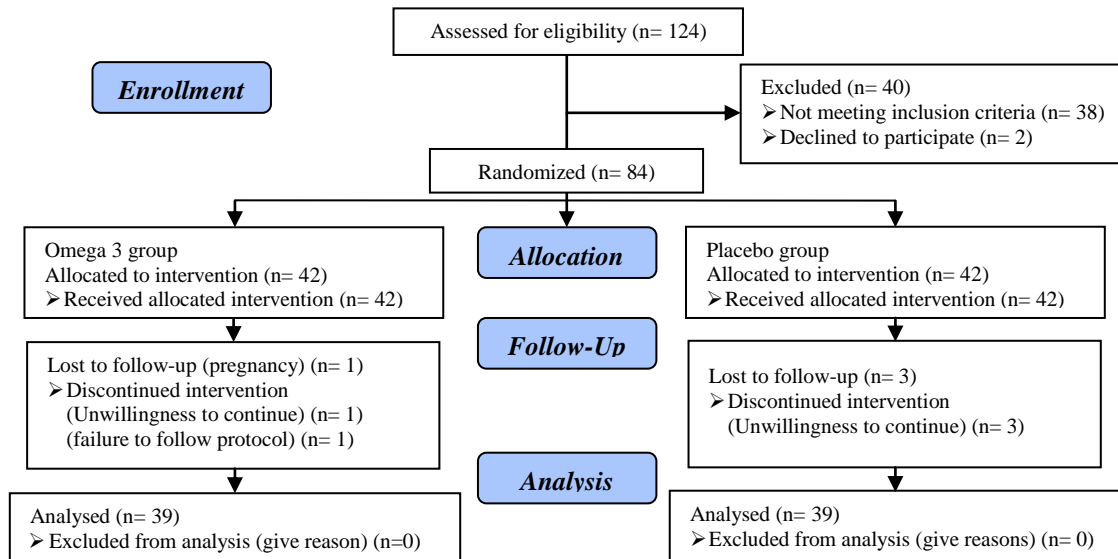 Assessed for eligibility (n= 124)
Enrollment
Excluded (n= 40)
➢ Not meeting inclusion criteria (n= 38)
➢ Declined to participate (n= 2)
Randomized (n= 84)
Omega 3 group
Allocated to intervention (n= 42)
➢ Received allocated intervention (n= 42)
Allocation
Placebo group
Allocated to intervention (n= 42)
➢ Received allocated intervention (n= 42)
Follow-Up
Lost to follow-up (pregnancy) (n= 1)
➢ Discontinued intervention
(Unwillingness to continue) (n= 1)
(failure to follow protocol) (n= 1)
Lost to follow-up (n= 3)
➢ Discontinued intervention
(Unwillingness to continue) (n= 3)
Analysis
Analysed (n= 39)
➢ Excluded from analysis (give reason) (n=0)
Analysed (n= 39)
➢ Excluded from analysis (give reasons) (n= 0)